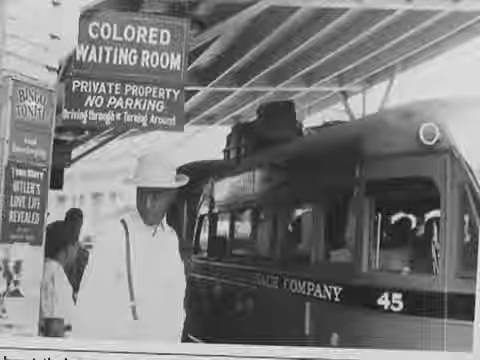 COLORED
WAITING ROOM
PRIVATE PROPERTY
NO PARKING
Driving through or Turning Around
BINGO
TONITE
True Story
HITLER'S
LOVE LIFE
REVEALED
COMPANY
45